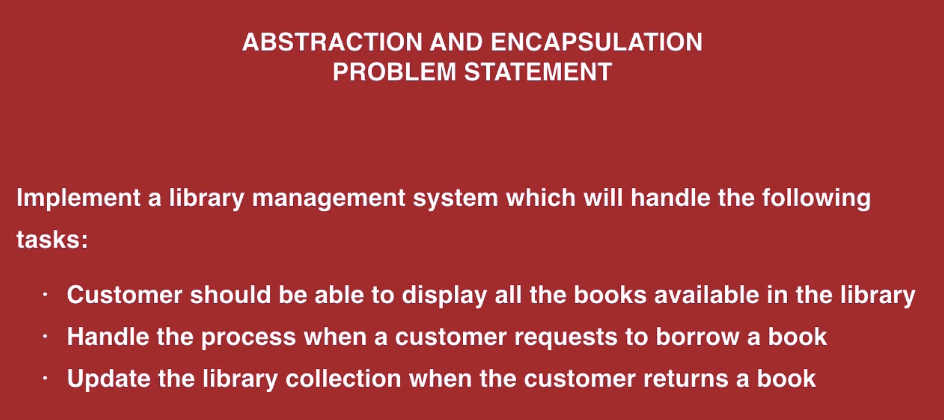 ABSTRACTION AND ENCAPSULATION
PROBLEM STATEMENT
Implement a library management system which will handle the following
tasks:
· Customer should be able to display all the books available in the library
· Handle the process when a customer requests to borrow a book
· Update the library collection when the customer returns a book